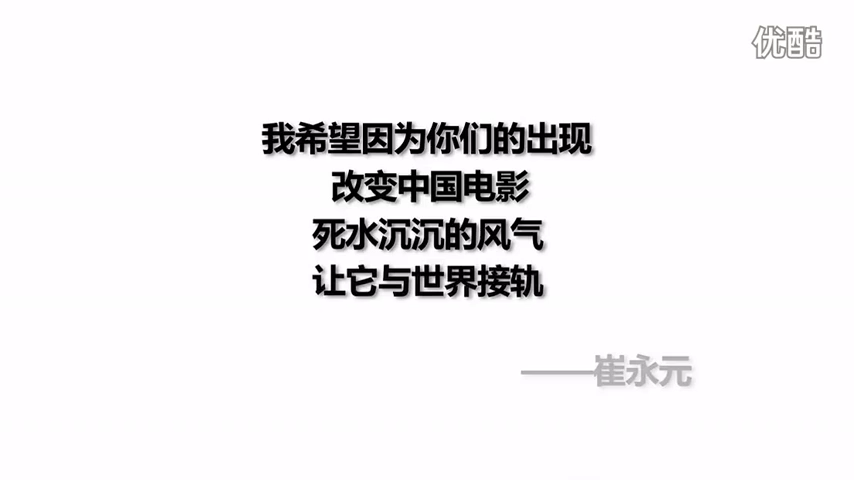 优酷
我希望因为你们的出现
改变中国电影
死水沉沉的风气
让它与世界接轨
——崔永元